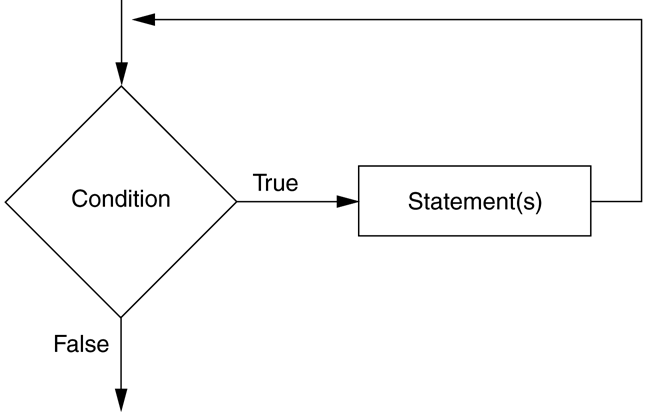 True
Condition
Statement(s)
False